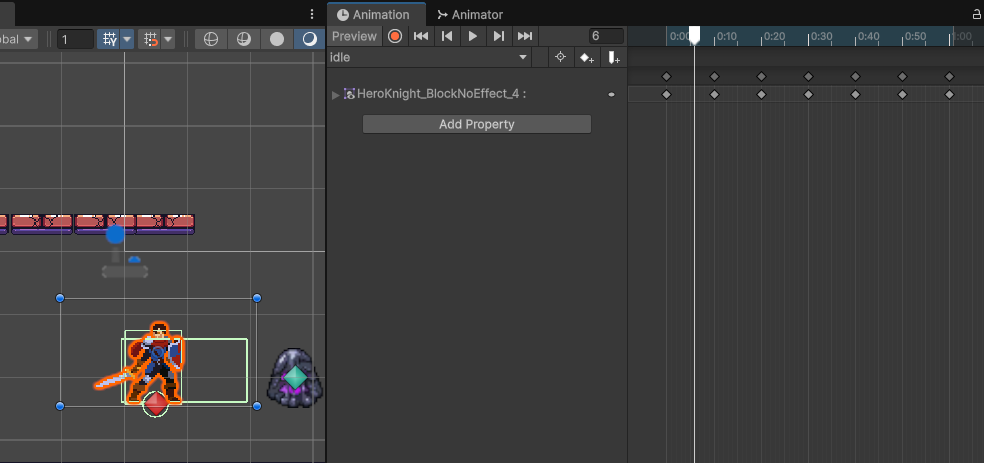 Animation Animator
bal 1 Preview 6 0:00 0:10 0:20 0:30 0:40 0:50 1:00
idle
HeroKnight_BlockNoEffect_4 :
Add Property